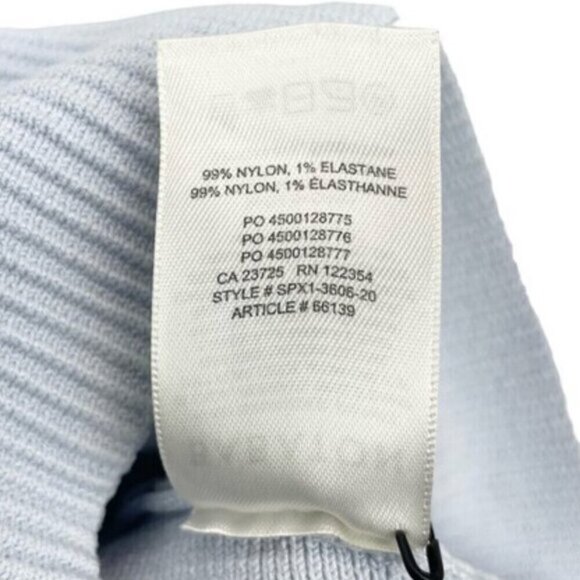 99% NYLON, 1% ELASTANE
99% NYLON, 1% ÉLASTHANNE
PO 4500128775
PO 4500128776
PO 4500128777
CA 23725 RN 122354
STYLE # SPX1-3606-20
ARTICLE # 66139